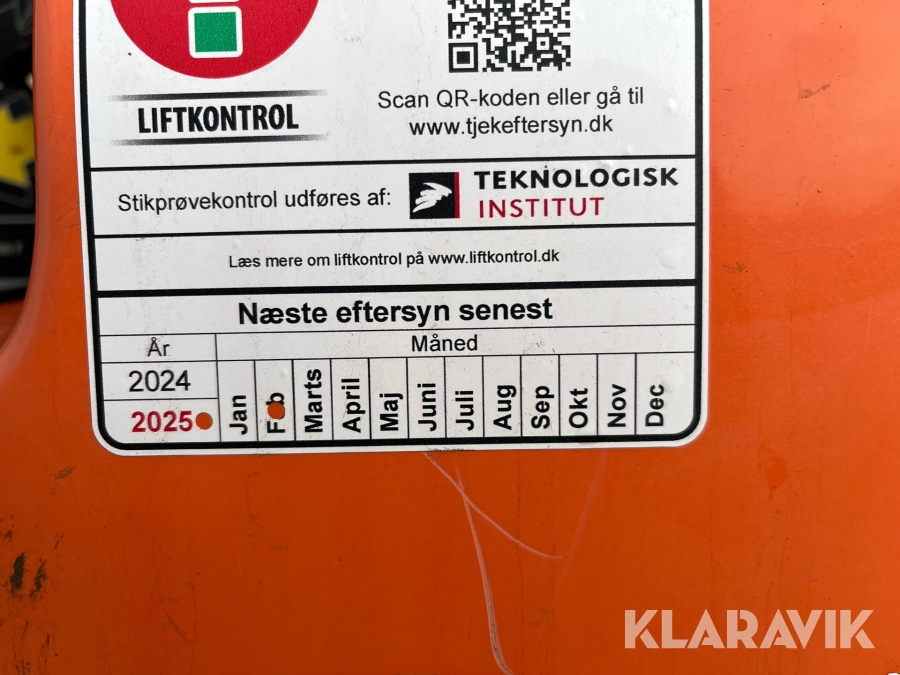 LIFTKONTROL
Scan QR-koden eller gå til
www.tjekeftersyn.dk
Stikprøvekontrol udføres af:
TEKNOLOGISK
INSTITUT
Læs mere om liftkontrol på www.liftkontrol.dk
Næste eftersyn senest
År
Måned
2024
2025
Jan
Feb
Marts
April
Maj
Juni
Juli
Aug
Sep
Okt
Nov
Dec
KLARAVIK